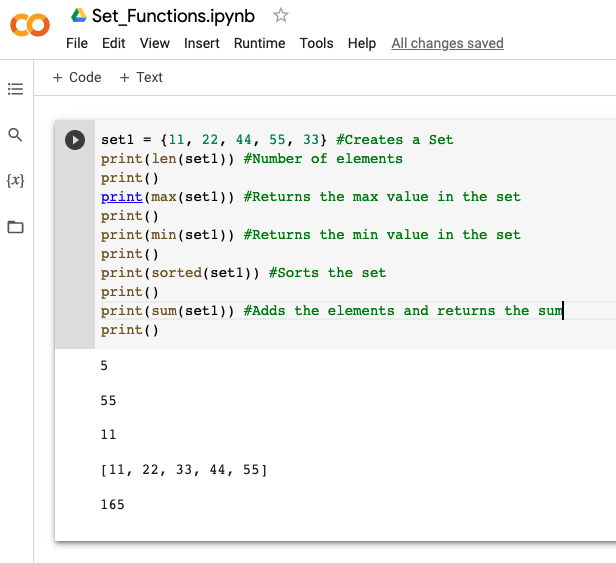 Set_Functions.ipynb
File Edit View Insert Runtime Tools Help All changes saved
+ Code + Text
{x}
set1 = {11, 22, 44, 55, 33} #Creates a Set
print(len(set1)) #Number of elements
print()
print(max(set1)) #Returns the max value in the set
print()
print(min(set1)) #Returns the min value in the set
print()
print(sorted(set1)) #Sorts the set
print()
print(sum(set1)) #Adds the elements and returns the sum
print()
5
55
11
[11, 22, 33, 44, 55]
165